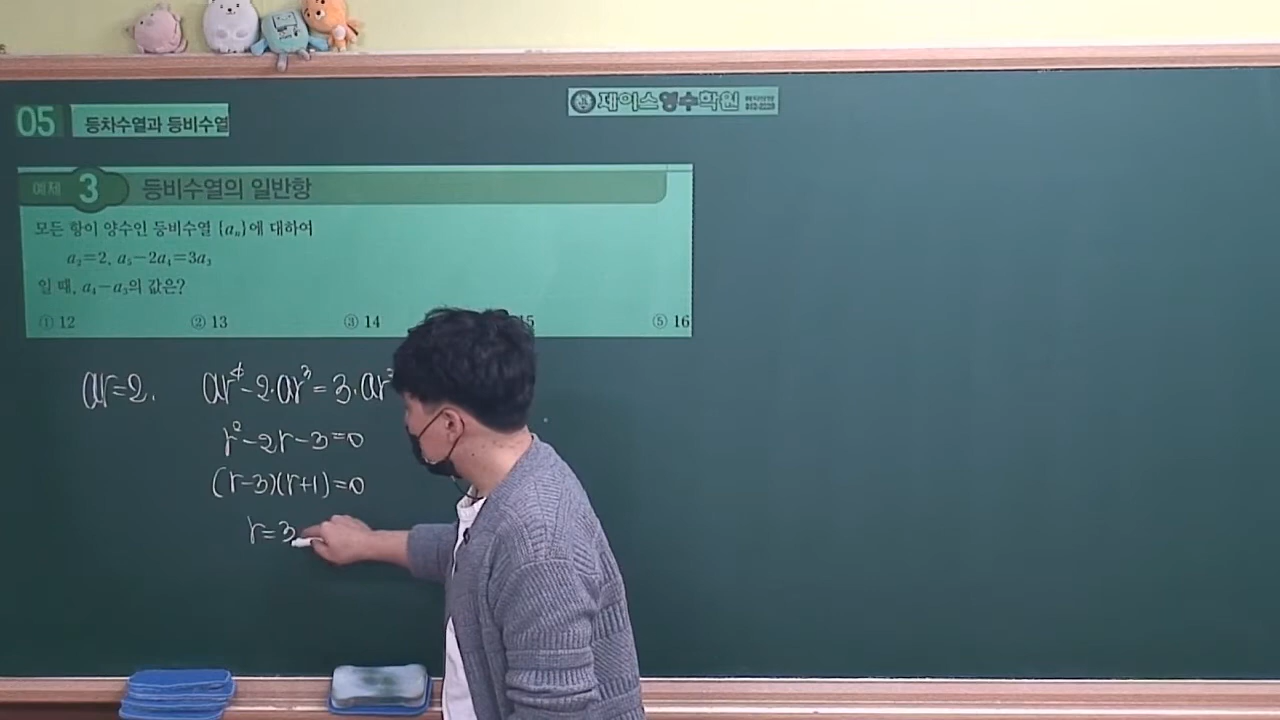 05 등차수열과 등비수열
제이스영수학원
예제 3 등비수열의 일반항
모든 항이 양수인 등비수열 {aₙ}에 대하여
a₂=2, a₅-2a₄=3a₃
일 때, a₄-a₃의 값은?
① 12 ② 13 ③ 14 15 ⑤ 16
ar=2. ar⁴-2·ar³=3·ar²
r²-2r-3=0
(r-3)(r+1)=0
r=3